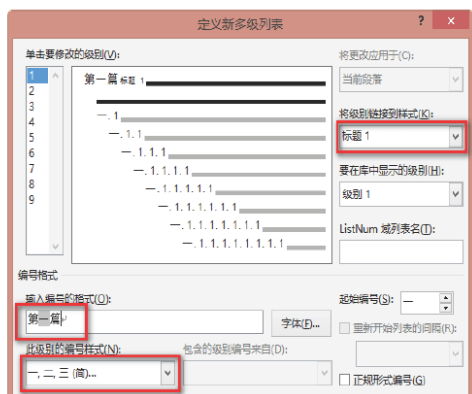 定义新多级列表 ? ×
单击要修改的级别(V):
1
2
3
4
5
6
7
8
9
第一篇 标题 1
一. 1
一. 1. 1
一. 1. 1. 1
一. 1. 1. 1. 1
一. 1. 1. 1. 1. 1
一. 1. 1. 1. 1. 1. 1
一. 1. 1. 1. 1. 1. 1. 1
一. 1. 1. 1. 1. 1. 1. 1. 1
将更改应用于(C):
当前段落
将级别链接到样式(K):
标题 1
要在库中显示的级别(H):
级别 1
ListNum 域列表名(T):
编号格式
输入编号的格式(O):
第一篇
字体(F)...
起始编号(S): 一
重新开始列表的间隔(R):
此级别的编号样式(N):
一, 二, 三 (简)...
包含的级别编号来自(D):
正规形式编号(G)